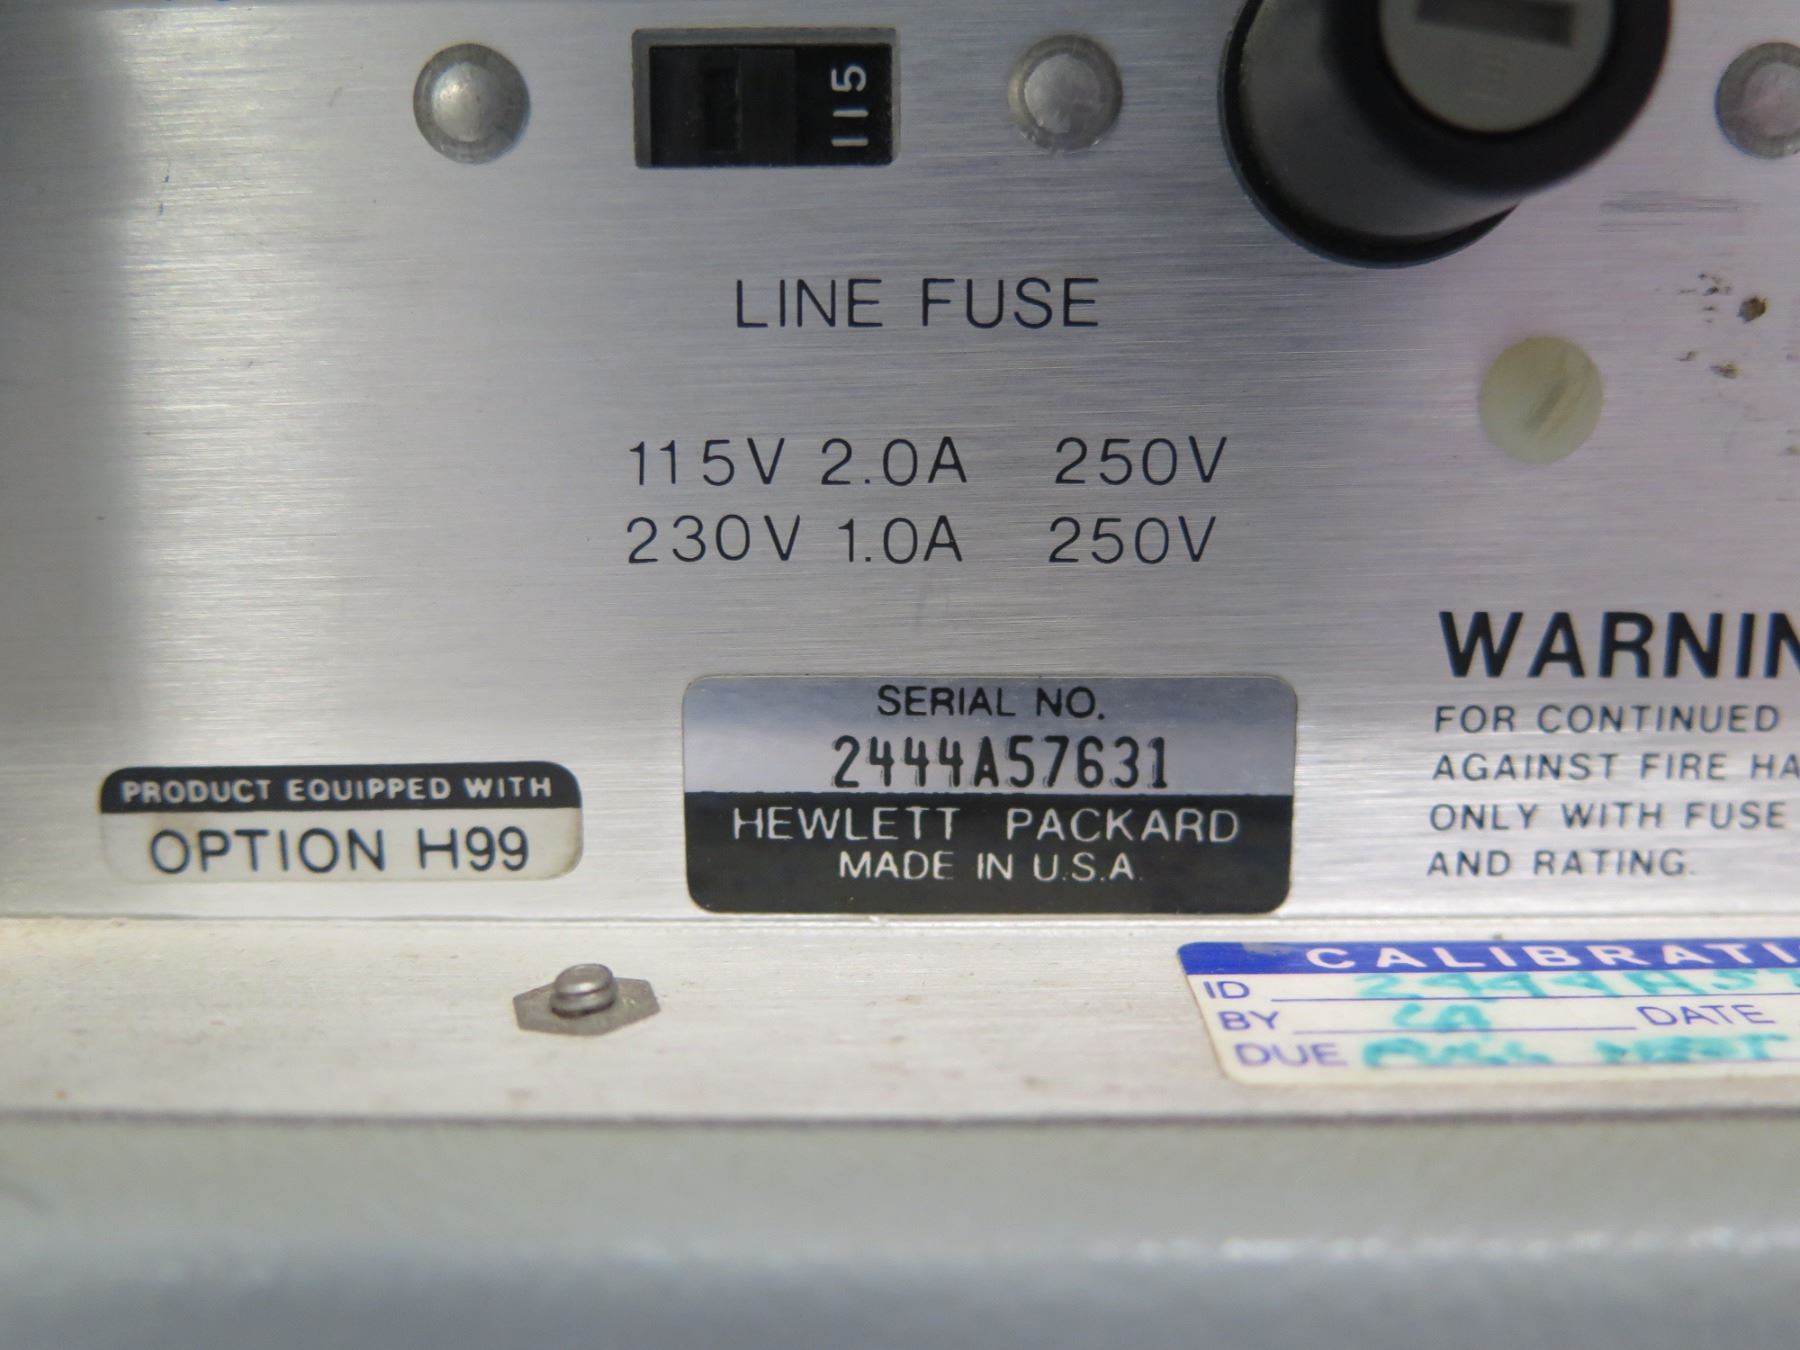 115
LINE FUSE
115V 2.0A 250V
230V 1.0A 250V
PRODUCT EQUIPPED WITH
OPTION H99
SERIAL NO.
2444A57631
HEWLETT PACKARD
MADE IN U.S.A.
WARNIN
FOR CONTINUED
AGAINST FIRE HA
ONLY WITH FUSE
AND RATING.
CALIBRATI
ID 2444A57
BY
DATE
DUE